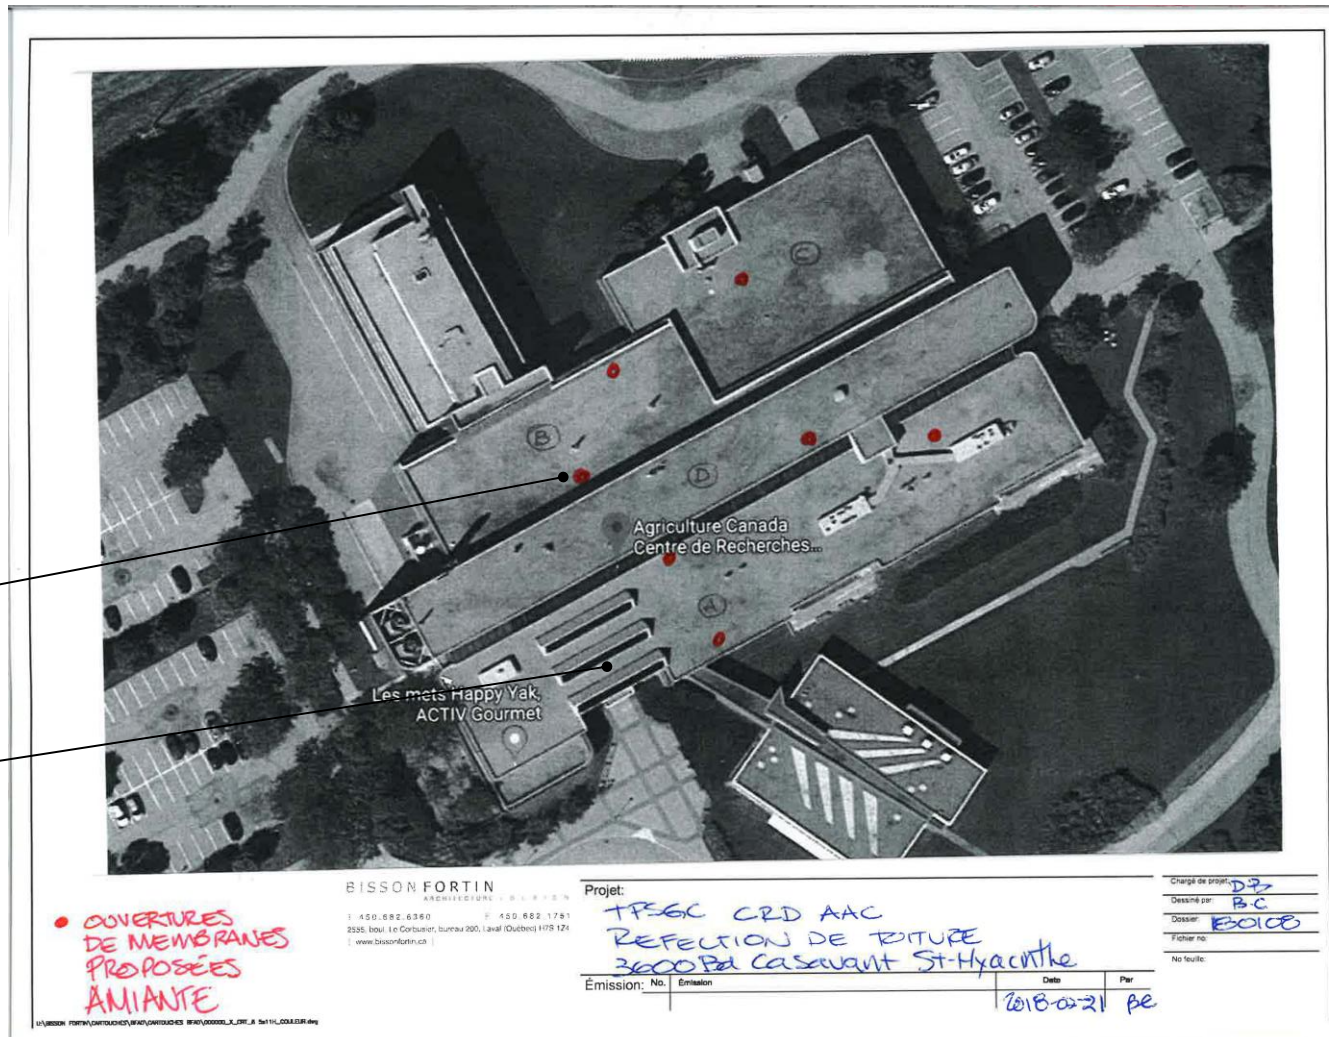 C
B
D
Agriculture Canada
Centre de Recherches...
A
Les mets Happy Yak,
ACTIV Gourmet
OUVERTURES
DE MEMBRANES
PROPOSÉES
AMIANTE
BISSON FORTIN
ARCHITECTURE
T 450.682.6360 F 450.682.1751
2595, boul. Le Corbusier, bureau 200, Laval (Québec) H7S 1Z4
www.bissonfortin.ca
Projet:
TPSGC CRD AAC
REFECTION DE TOITURE
3600 Bd Casavant St-Hyacinthe
Émission: No. Émission Date Par
2018-02-21 BC
Chargé de projet: DB
Dessiné par: B.C.
Dossier:
Fichier no:
No feuille: